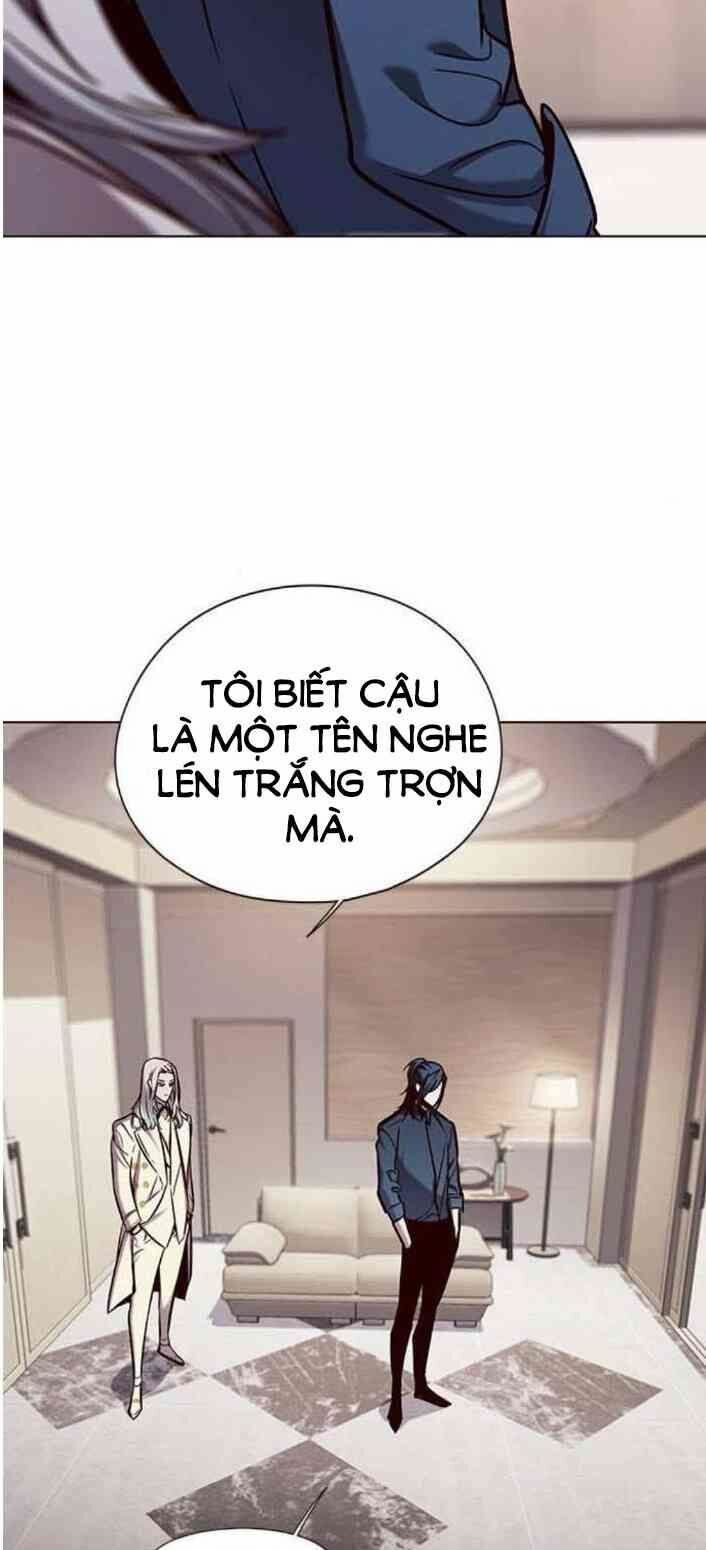 TÔI BIẾT CẬU
LÀ MỘT TÊN NGHE
LÉN TRẮNG TRỢN
MÀ.